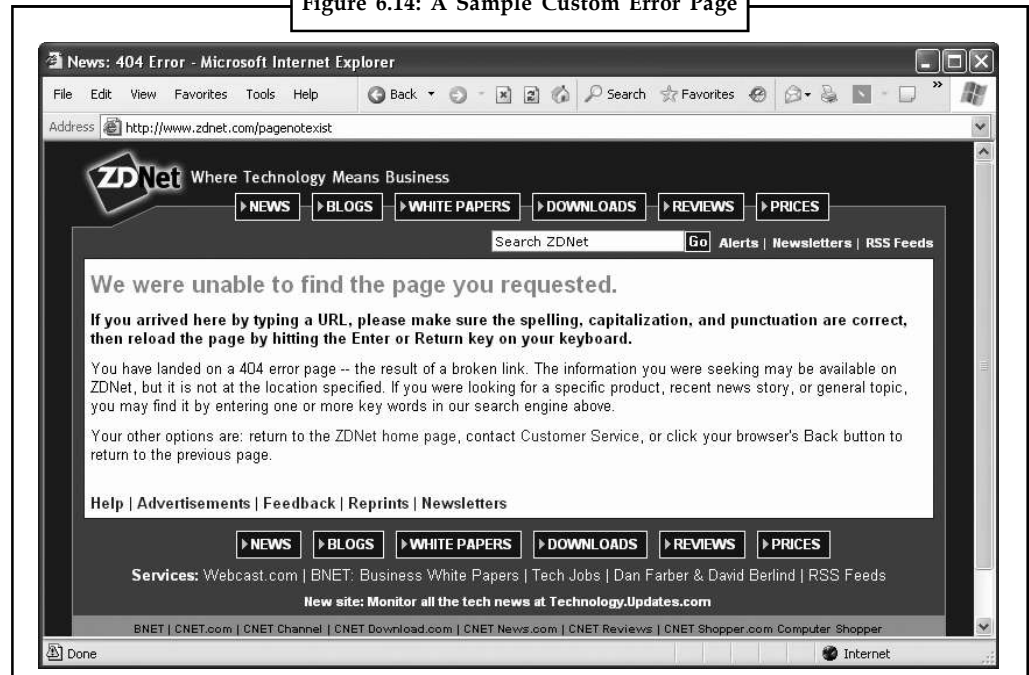 Figure 6.14: A Sample Custom Error Page
News: 404 Error - Microsoft Internet Explorer
File Edit View Favorites Tools Help Back Search Favorites
Address http://www.zdnet.com/pagenotexist
ZDNet Where Technology Means Business
NEWS BLOGS WHITE PAPERS DOWNLOADS REVIEWS PRICES
Search ZDNet Go Alerts | Newsletters | RSS Feeds
We were unable to find the page you requested.
If you arrived here by typing a URL, please make sure the spelling, capitalization, and punctuation are correct,
then reload the page by hitting the Enter or Return key on your keyboard.
You have landed on a 404 error page -- the result of a broken link. The information you were seeking may be available on
ZDNet, but it is not at the location specified. If you were looking for a specific product, recent news story, or general topic,
you may find it by entering one or more key words in our search engine above.
Your other options are: return to the ZDNet home page, contact Customer Service, or click your browser's Back button to
return to the previous page.
Help | Advertisements | Feedback | Reprints | Newsletters
NEWS BLOGS WHITE PAPERS DOWNLOADS REVIEWS PRICES
Services: Webcast.com | BNET: Business White Papers | Tech Jobs | Dan Farber & David Berlind | RSS Feeds
New site: Monitor all the tech news at Technology.Updates.com
BNET | CNET.com | CNET Channel | CNET Download.com | CNET News.com | CNET Reviews | CNET Shopper.com Computer Shopper
Done Internet